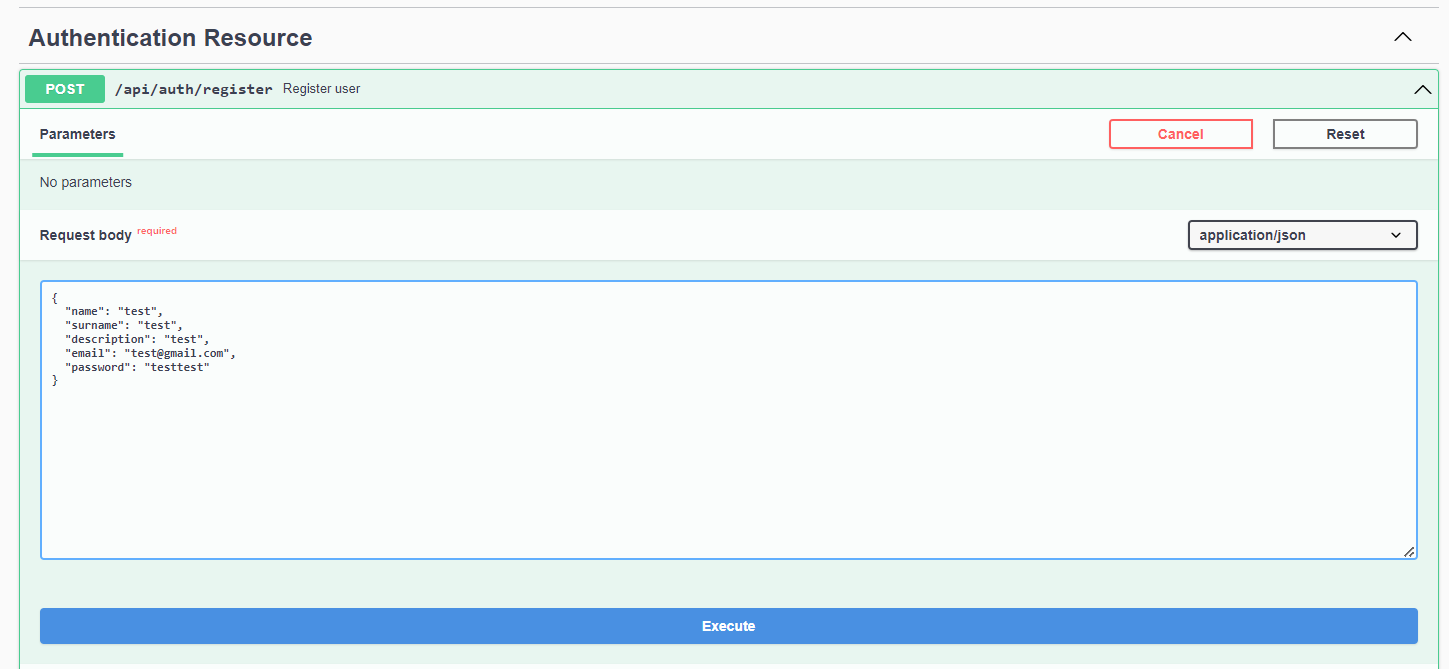 Authentication Resource
POST /api/auth/register Register user
Parameters Cancel Reset
No parameters
Request body required application/json
{
  "name": "test",
  "surname": "test",
  "description": "test",
  "email": "test@gmail.com",
  "password": "testtest"
}
Execute